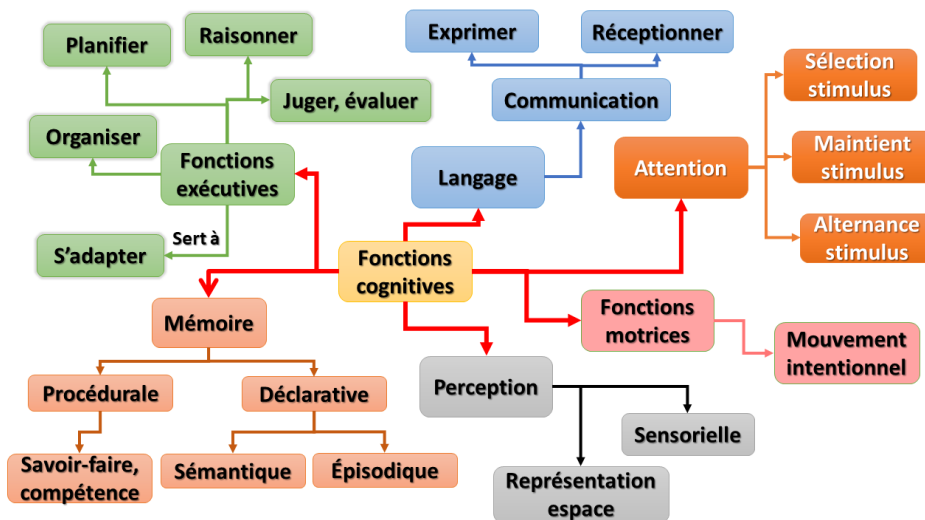 Planifier
Raisonner
Juger, évaluer
Organiser
Fonctions
exécutives
Sert à
S'adapter
Exprimer
Réceptionner
Communication
Langage
Attention
Sélection
stimulus
Maintient
stimulus
Alternance
stimulus
Fonctions
cognitives
Mémoire
Procédurale
Déclarative
Savoir-faire,
compétence
Sémantique
Épisodique
Perception
Sensorielle
Représentation
espace
Fonctions
motrices
Mouvement
intentionnel